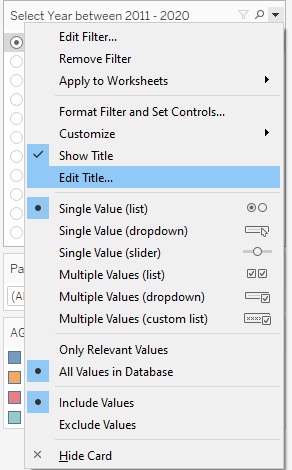 Select Year between 2011 - 2020
Edit Filter...
Remove Filter
Apply to Worksheets
Format Filter and Set Controls...
Customize
Show Title
Edit Title...
Single Value (list)
Single Value (dropdown)
Single Value (slider)
Multiple Values (list)
Pa
Multiple Values (dropdown)
(Al
Multiple Values (custom list)
AG
Only Relevant Values
All Values in Database
Include Values
Exclude Values
Hide Card